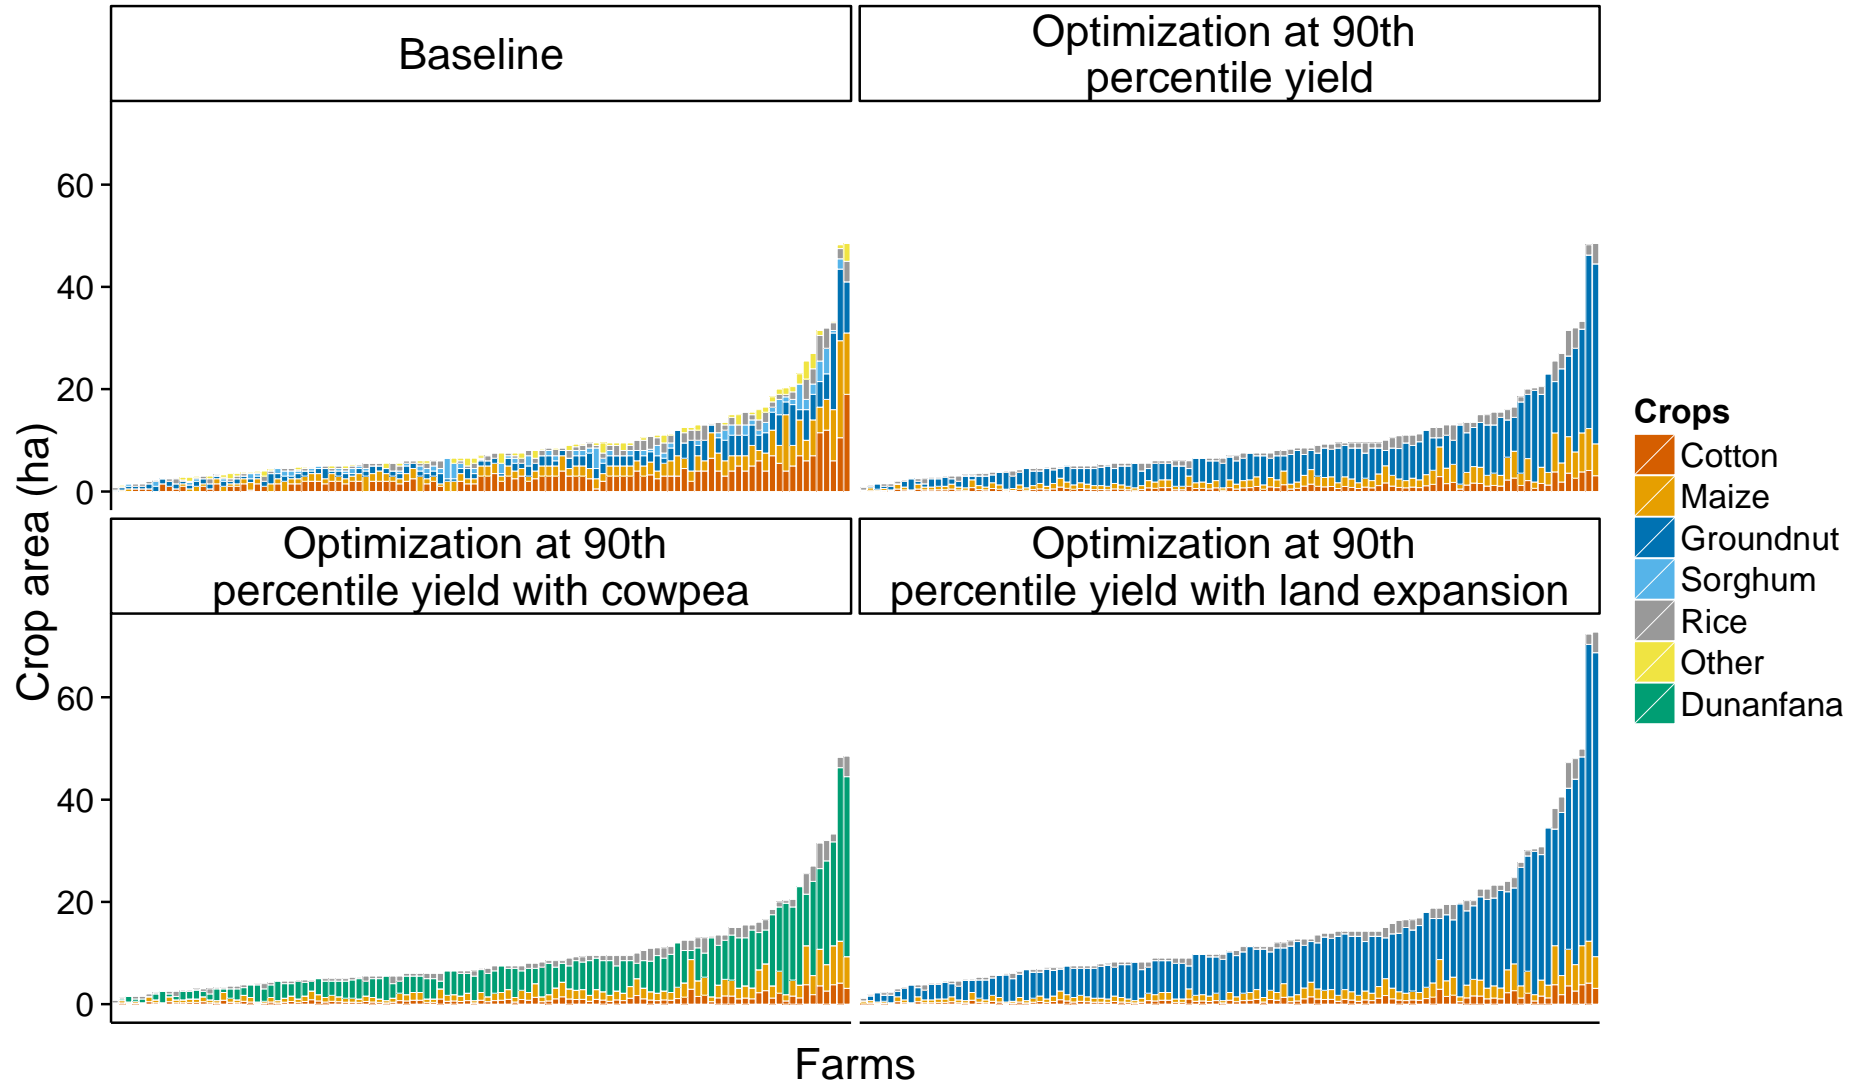 Baseline
Optimization at 90th
percentile yield
Crop area (ha)
60
40
20
0
Optimization at 90th
percentile yield with cowpea
Optimization at 90th
percentile yield with land expansion
60
40
20
0
Farms
Crops
Cotton
Maize
Groundnut
Sorghum
Rice
Other
Dunanfana